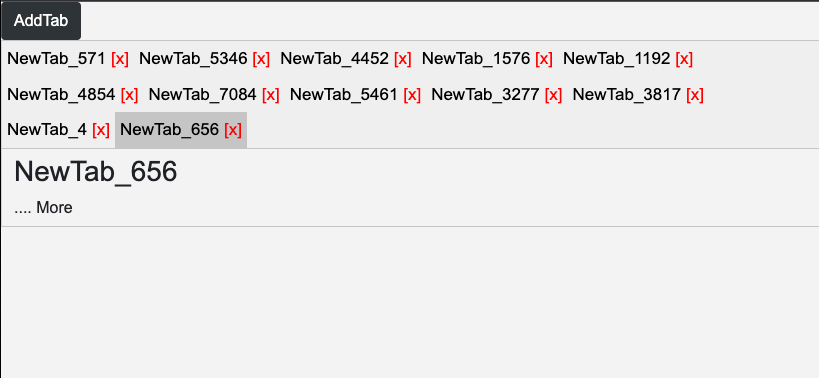 AddTab
NewTab_571 [x] NewTab_5346 [x] NewTab_4452 [x] NewTab_1576 [x] NewTab_1192 [x]
NewTab_4854 [x] NewTab_7084 [x] NewTab_5461 [x] NewTab_3277 [x] NewTab_3817 [x]
NewTab_4 [x] NewTab_656 [x]
NewTab_656
.... More